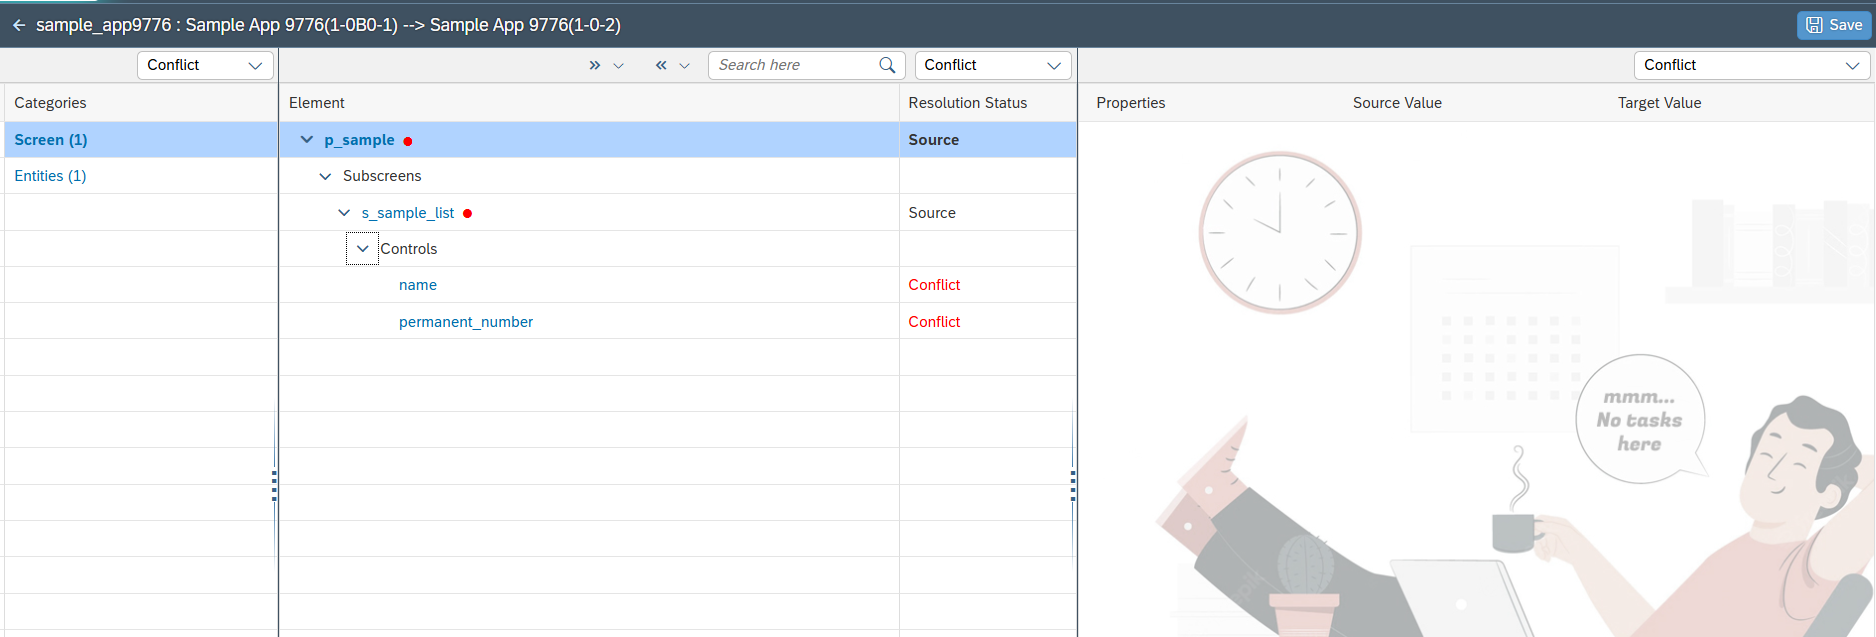 sample_app9776 : Sample App 9776(1-0B0-1) --> Sample App 9776(1-0-2)
Save
Conflict
Search here
Conflict
Conflict
Categories
Element
Resolution Status
Properties
Source Value
Target Value
Screen (1)
p_sample
Source
Entities (1)
Subscreens
s_sample_list
Source
Controls
name
Conflict
permanent_number
Conflict
mmm...
No tasks
here